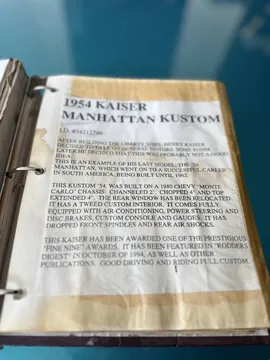 1954 KAISER
MANHATTAN KUSTOM
I.D. #54112799
AFTER BUILDING THE LIBERTY SHIP, HENRY KAISER
DECIDED TO TAKE ON GENERAL MOTORS. SOME YEARS
LATER HE DECIDED THAT THIS WAS PROBABLY NOT A GOOD
IDEA!
THIS IS AN EXAMPLE OF HIS LAST MODEL, THE '54
MANHATTAN, WHICH WENT ON TO A SUCCESSFUL CAREER
IN SOUTH AMERICA, BEING BUILT UNTIL 1962.
THIS KUSTOM '54 WAS BUILT ON A 1980 CHEVY "MONTE
CARLO" CHASSIS. CHANNELED 2". CHOPPED 4" AND TOP
EXTENDED 4". THE REAR WINDOW HAS BEEN RELOCATED.
IT HAS A TWEED CUSTOM INTERIOR. IT COMES FULLY
EQUIPPED WITH AIR-CONDITIONING, POWER STEERING AND
DISC BRAKES, CUSTOM CONSOLE AND GAUGES. IT HAS
DROPPED FRONT SPINDLES AND REAR AIR SHOCKS.
THIS KAISER HAS BEEN AWARDED ONE OF THE PRESTIGIOUS
"FINE NINE" AWARDS. IT HAS BEEN FEATURED IN "RODDERS
DIGEST" IN OCTOBER OF 1994, AS WELL AS OTHER
PUBLICATIONS. GOOD DRIVING AND RIDING FULL CUSTOM.